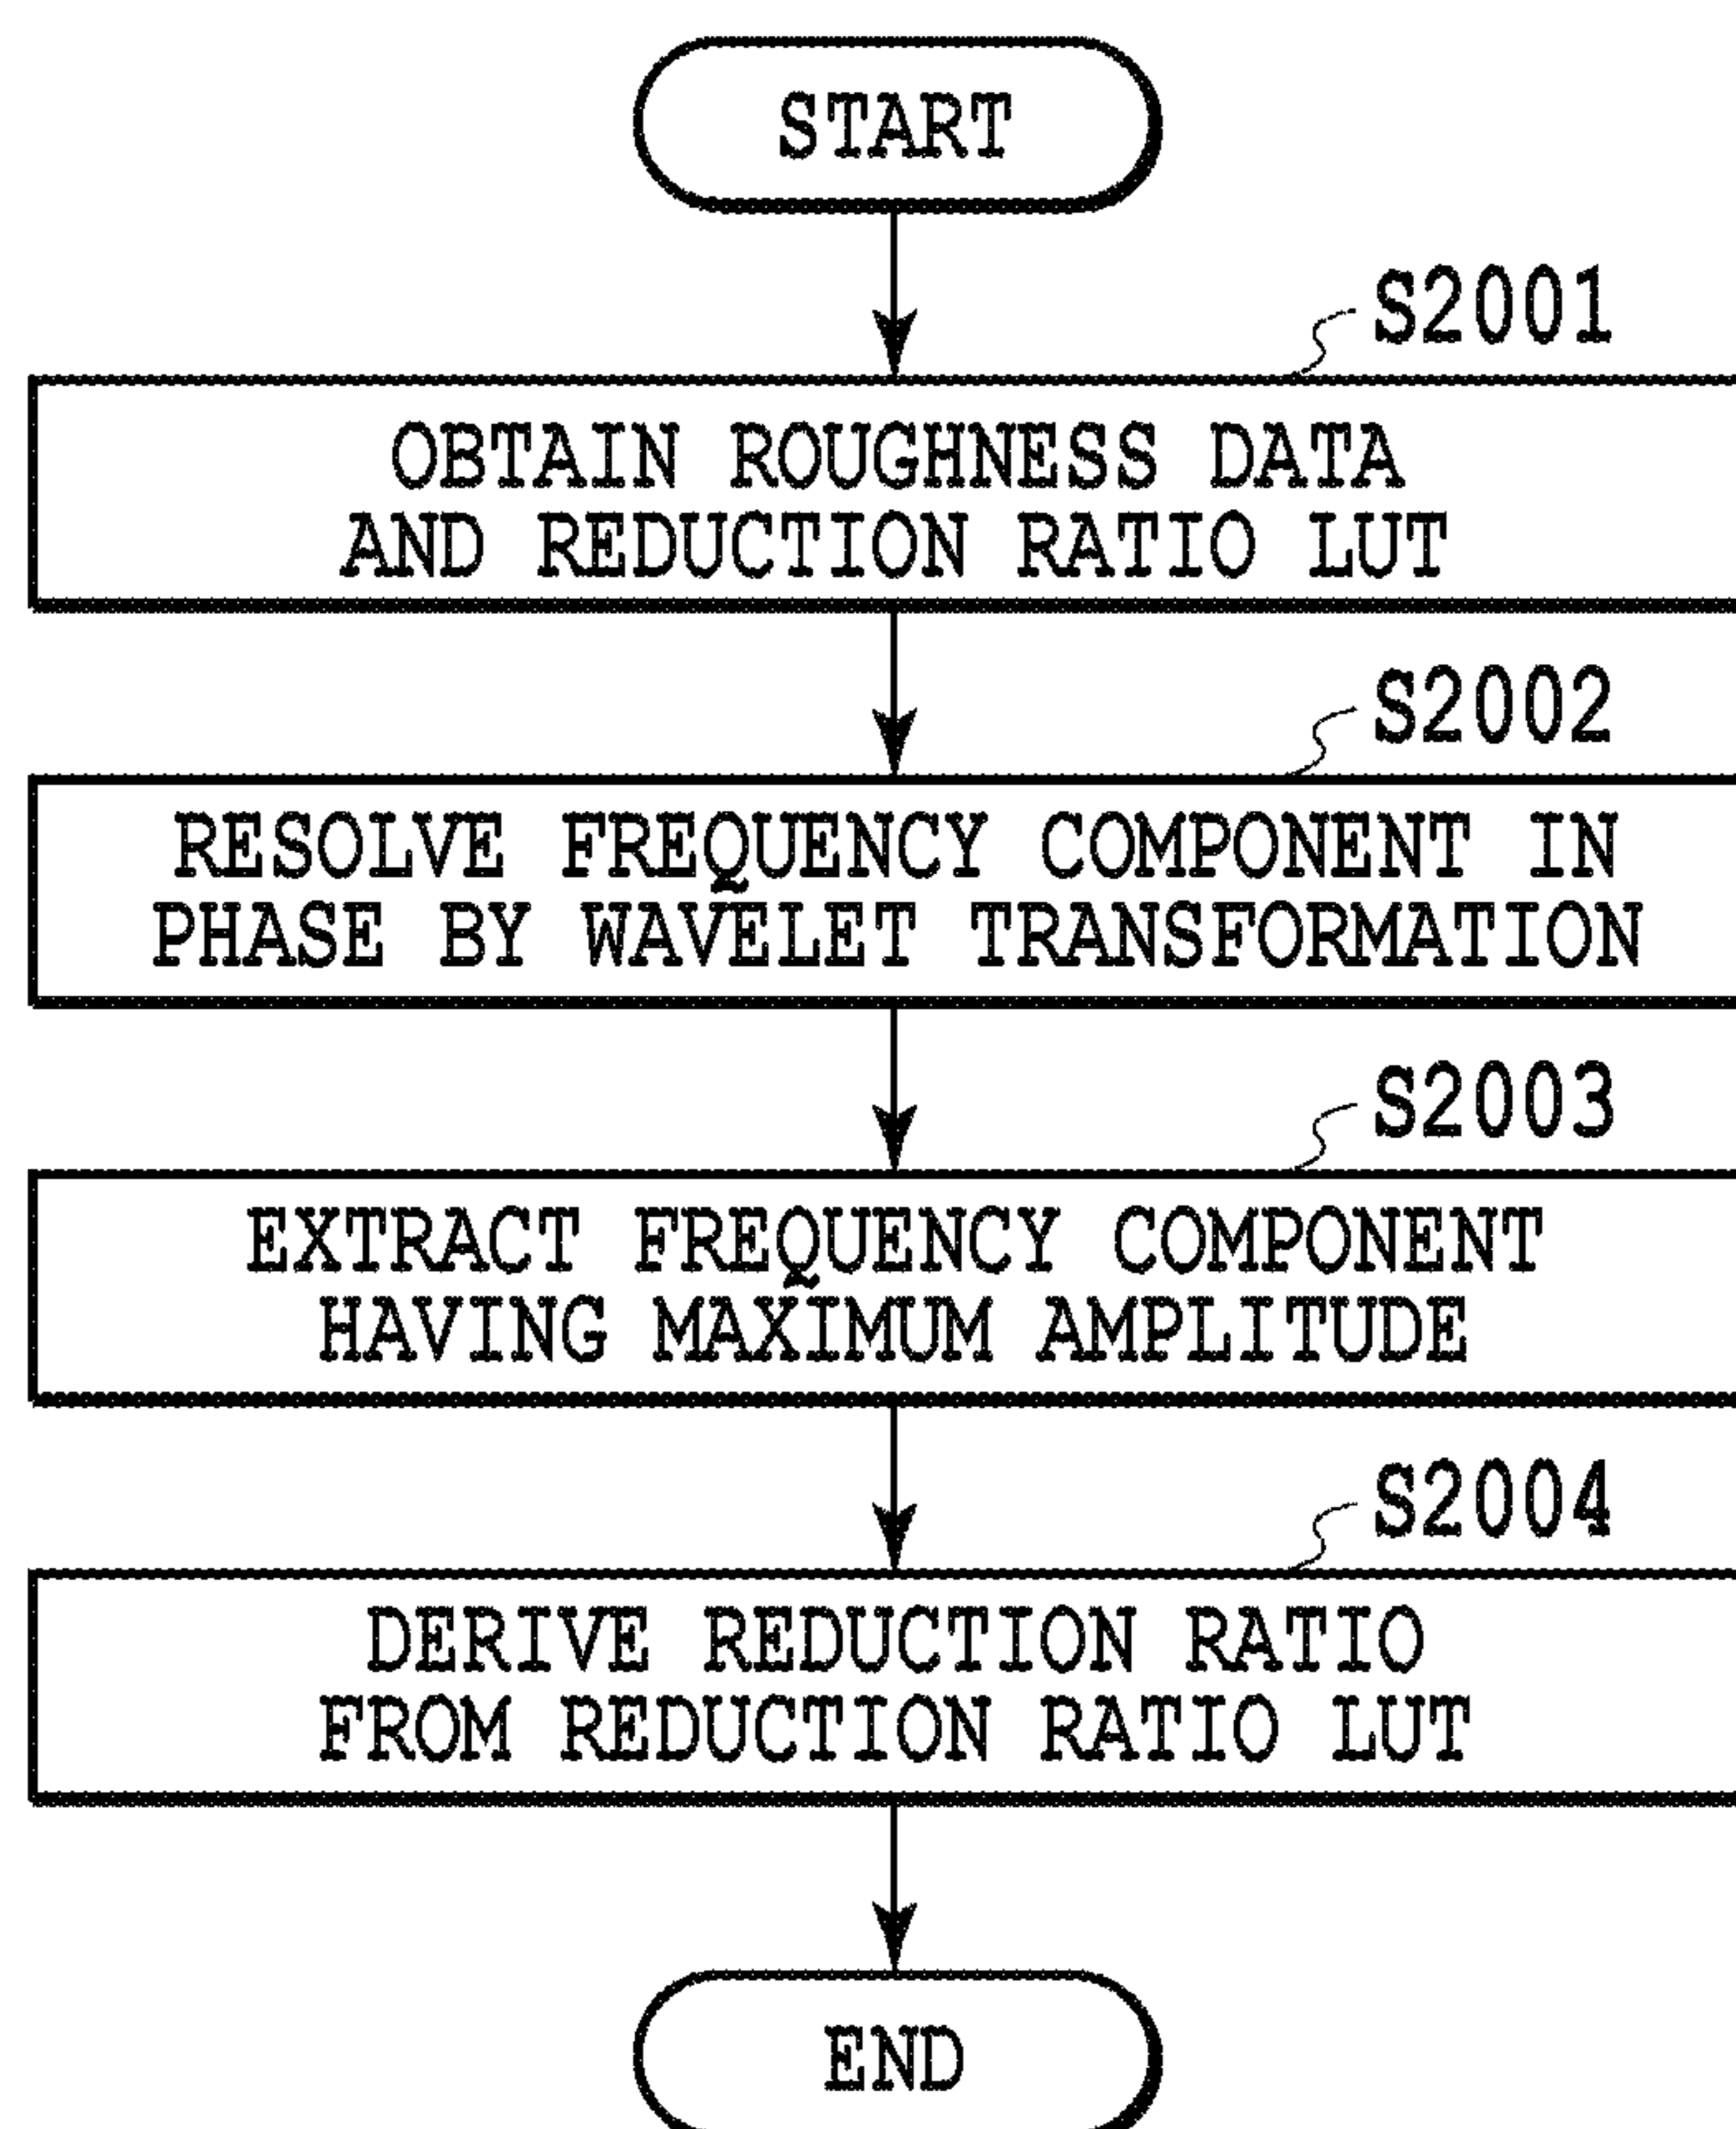 START
S2001
OBTAIN ROUGHNESS DATA
AND REDUCTION RATIO LUT
S2002
RESOLVE FREQUENCY COMPONENT IN
PHASE BY WAVELET TRANSFORMATION
S2003
EXTRACT FREQUENCY COMPONENT
HAVING MAXIMUM AMPLITUDE
S2004
DERIVE REDUCTION RATIO
FROM REDUCTION RATIO LUT
END